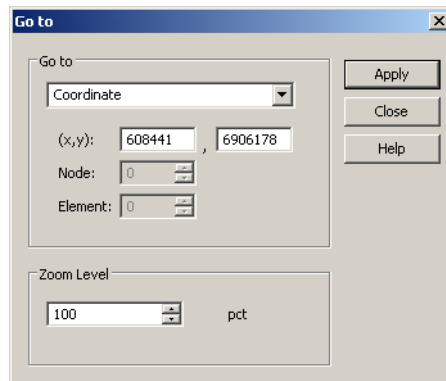 Go to
Go to
Coordinate
(x,y): 608441 , 6906178
Node: 0
Element: 0
Apply
Close
Help
Zoom Level
100 pct